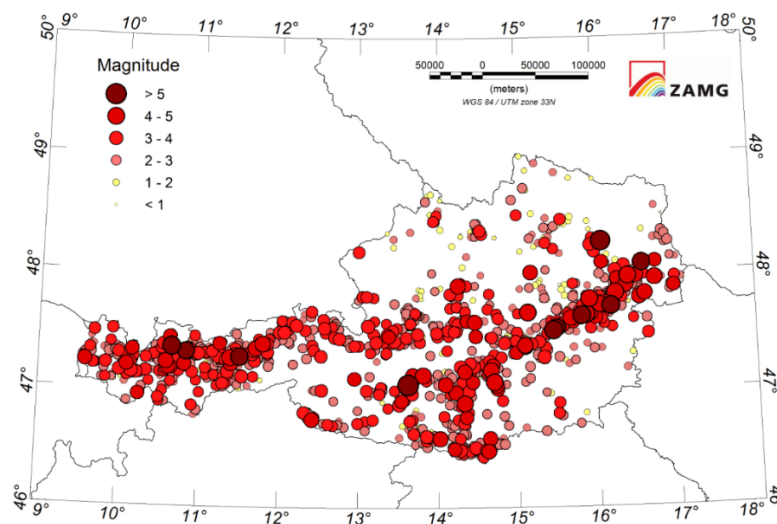 9° 10° 11° 12° 13° 14° 15° 16° 17° 18°
50° 50°
Magnitude
> 5
4 - 5
3 - 4
2 - 3
1 - 2
< 1
50000 0 50000 100000
(meters)
WGS 84 / UTM zone 33N
ZAMG
49° 49°
48° 48°
47° 47°
46° 46°
9° 10° 11° 12° 13° 14° 15° 16° 17° 18°